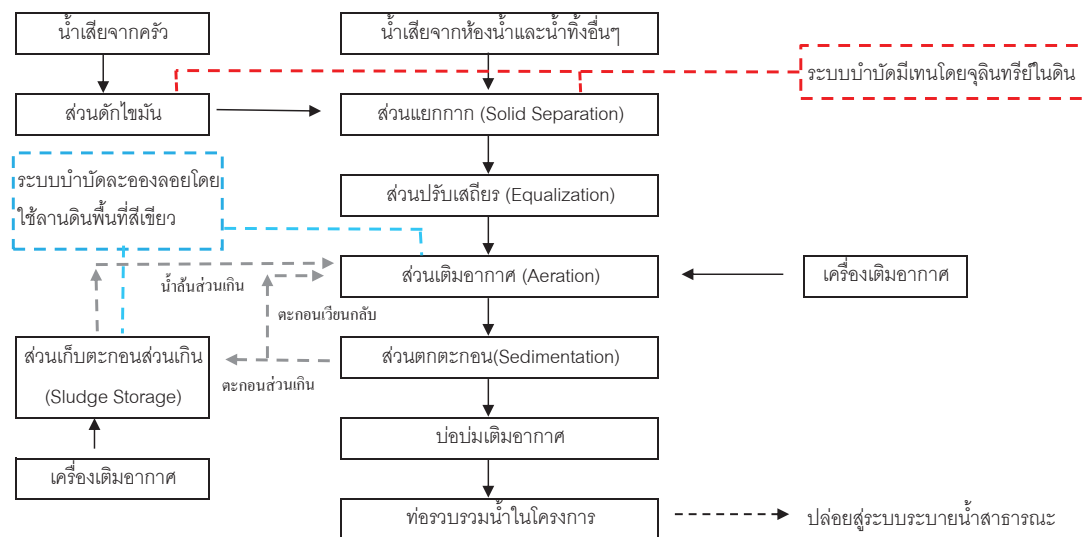 น้ำเสียจากครัว
น้ำเสียจากห้องน้ำและน้ำทิ้งอื่นๆ
ระบบบำบัดมีเทนโดยจุลินทรีย์ในดิน
ส่วนดักไขมัน
ส่วนแยกกาก (Solid Separation)
ระบบบำบัดละอองลอยโดย
ใช้ลานดินพื้นที่สีเขียว
ส่วนปรับเสถียร (Equalization)
ส่วนเติมอากาศ (Aeration)
เครื่องเติมอากาศ
น้ำล้นส่วนเกิน
ตะกอนเวียนกลับ
ส่วนเก็บตะกอนส่วนเกิน
(Sludge Storage)
ส่วนตกตะกอน(Sedimentation)
ตะกอนส่วนเกิน
บ่อบ่มเติมอากาศ
เครื่องเติมอากาศ
ท่อรวบรวมน้ำในโครงการ
ปล่อยสู่ระบบระบายน้ำสาธารณะ